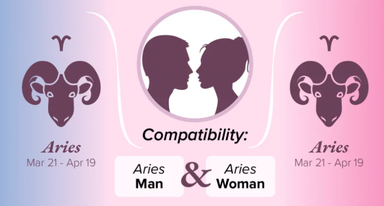 Aries
Mar 21 - Apr 19
Compatibility:
Aries
Man
&
Aries
Woman
Aries
Mar 21 - Apr 19